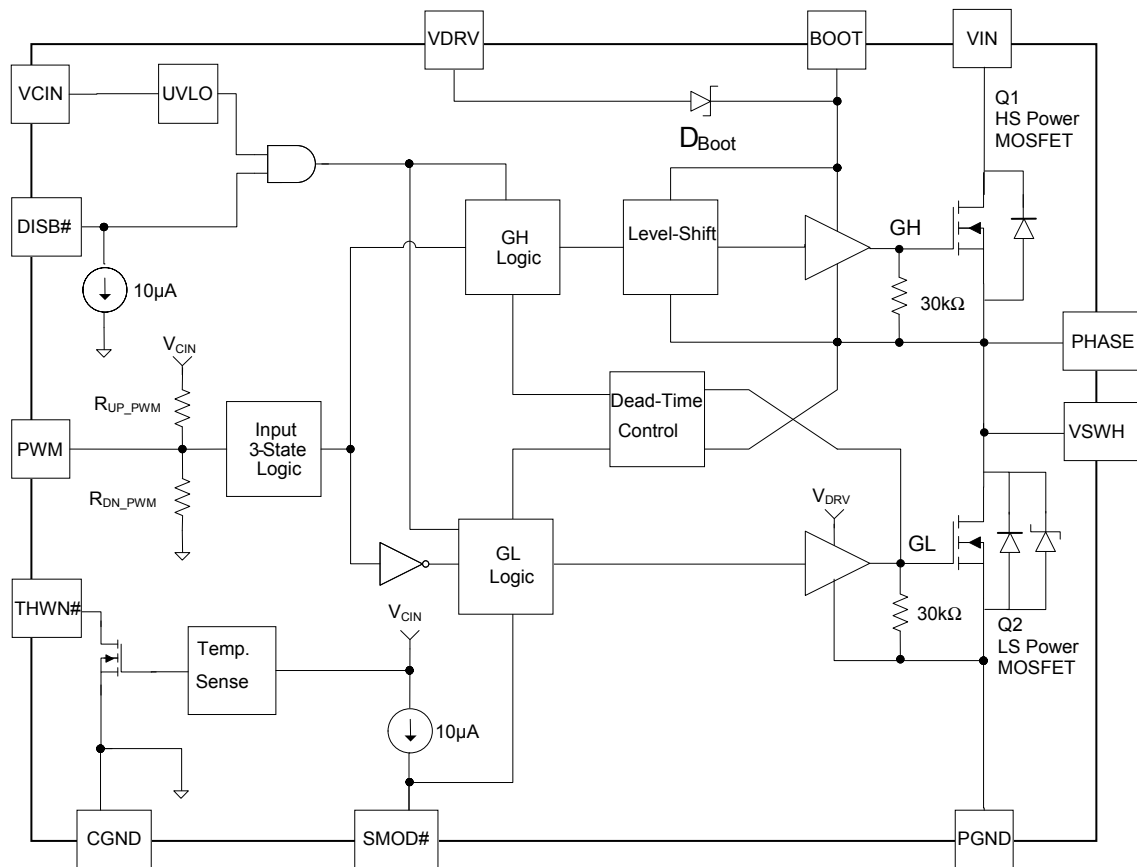 VDRV
BOOT
VIN
VCIN
UVLO
Q1
HS Power
MOSFET
DBoot
DISB#
GH
Logic
Level-Shift
GH
10µA
30kΩ
VCIN
PHASE
RUP_PWM
Dead-Time
Control
PWM
Input
3-State
Logic
VSWH
RDN_PWM
VDRV
GL
Logic
GL
THWN#
VCIN
30kΩ
Temp.
Sense
Q2
LS Power
MOSFET
10µA
CGND
SMOD#
PGND